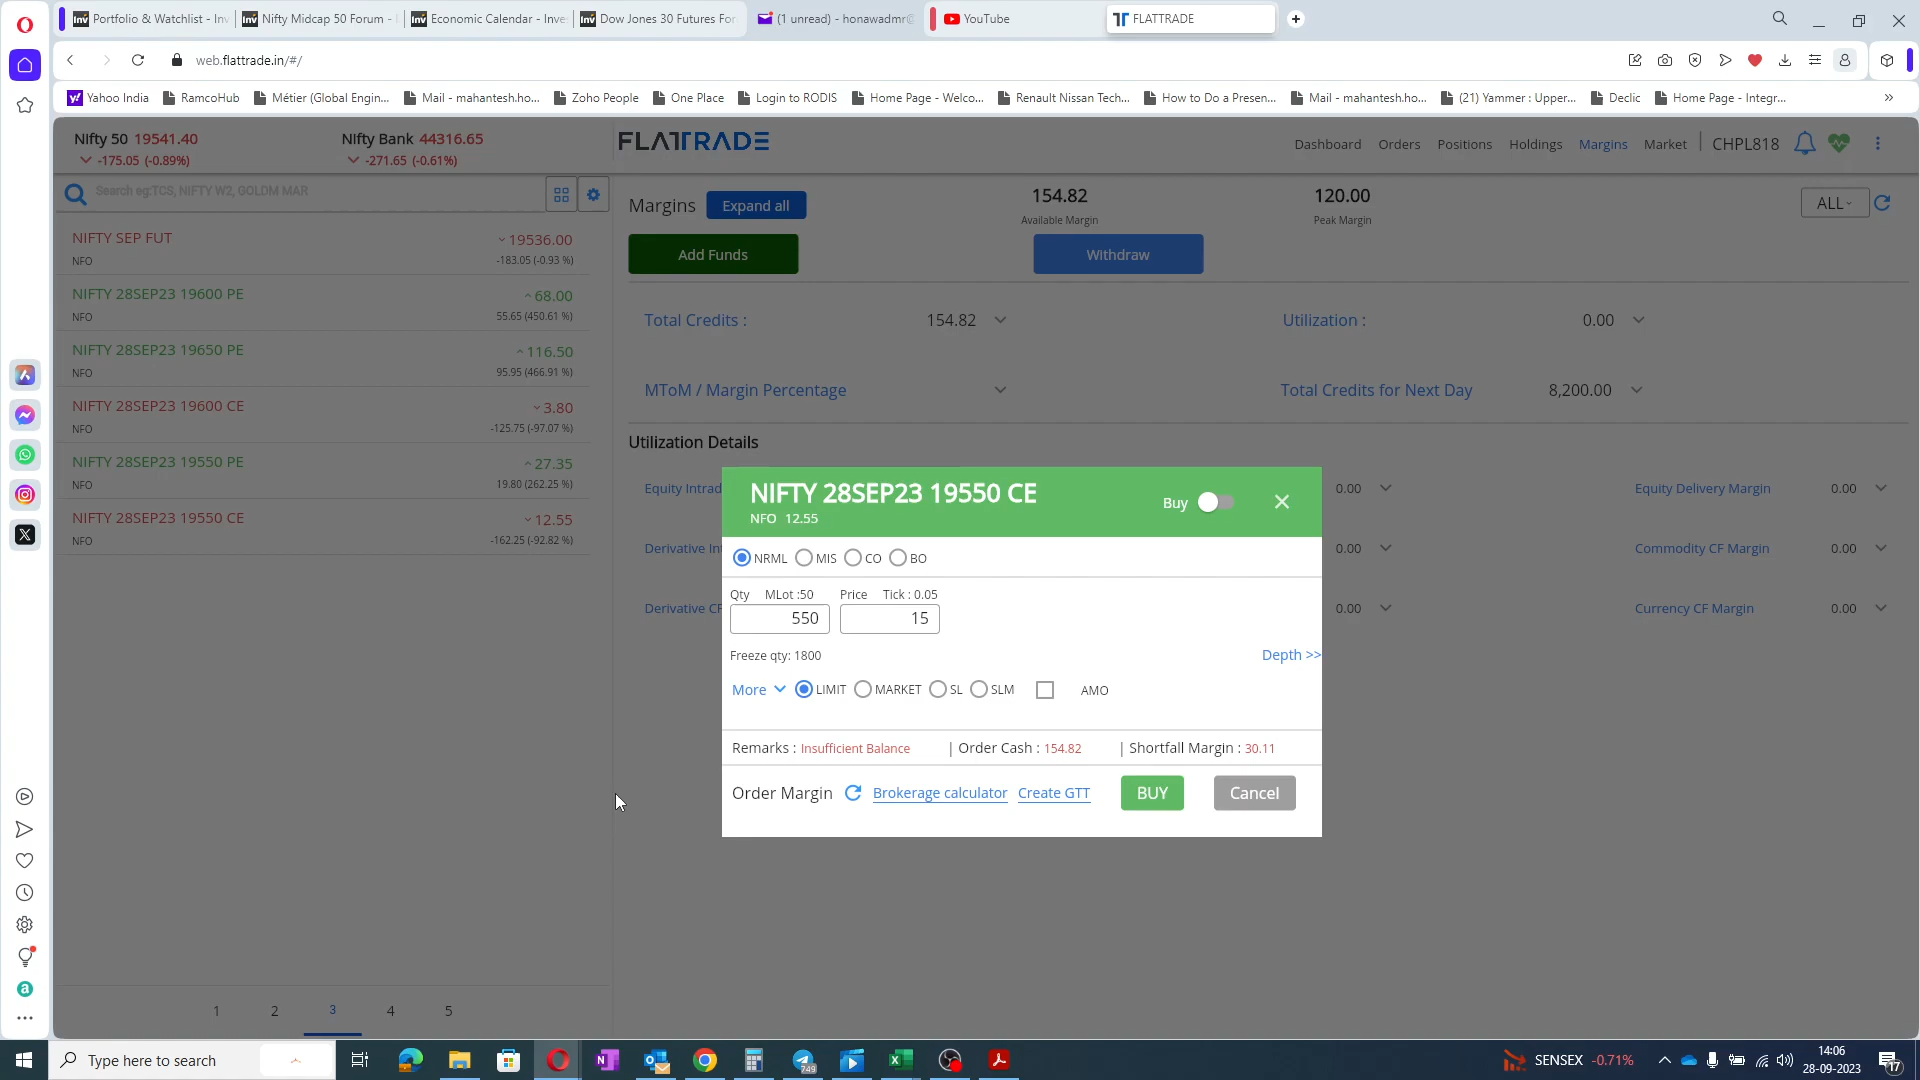 Portfolio & Watchlist - Inv
Nifty Midcap 50 Forum - I
Economic Calendar - Inve
Dow Jones 30 Futures For
(1 unread) - honawadmr@
YouTube
FLATTRADE
web.flattrade.in/#/
Yahoo India
RamcoHub
Métier (Global Engin...
Mail - mahantesh.ho...
Zoho People
One Place
Login to RODIS
Home Page - Welco...
Renault Nissan Tech...
How to Do a Presen...
Mail - mahantesh.ho...
(21) Yammer : Upper...
Declic
Home Page - Integr...
Nifty 50 19541.40
-175.05 (-0.89%)
Nifty Bank 44316.65
-271.65 (-0.61%)
FLATTRADE
Dashboard
Orders
Positions
Holdings
Margins
Market
CHPL818
Search eg:TCS, NIFTY W2, GOLDM MAR
NIFTY SEP FUT
19536.00
NFO
-183.05 (-0.93 %)
NIFTY 28SEP23 19600 PE
68.00
NFO
55.65 (450.61 %)
NIFTY 28SEP23 19650 PE
116.50
NFO
95.95 (466.91 %)
NIFTY 28SEP23 19600 CE
3.80
NFO
-125.75 (-97.07 %)
NIFTY 28SEP23 19550 PE
27.35
NFO
19.80 (262.25 %)
NIFTY 28SEP23 19550 CE
12.55
NFO
-162.25 (-92.82 %)
1 2 3 4 5
Margins
Expand all
154.82
Available Margin
120.00
Peak Margin
ALL
Add Funds
Withdraw
Total Credits :
154.82
Utilization :
0.00
MToM / Margin Percentage
Total Credits for Next Day
8,200.00
Utilization Details
Equity Intrad
0.00
Equity Delivery Margin
0.00
Derivative Int
0.00
Commodity CF Margin
0.00
Derivative CF
0.00
Currency CF Margin
0.00
NIFTY 28SEP23 19550 CE
NFO 12.55
Buy
NRML MIS CO BO
Qty MLot :50 Price Tick : 0.05
550 15
Freeze qty: 1800
Depth >>
More LIMIT MARKET SL SLM AMO
Remarks : Insufficient Balance | Order Cash : 154.82 | Shortfall Margin : 30.11
Order Margin Brokerage calculator Create GTT BUY Cancel
Type here to search
749
SENSEX -0.71%
14:06
28-09-2023
17